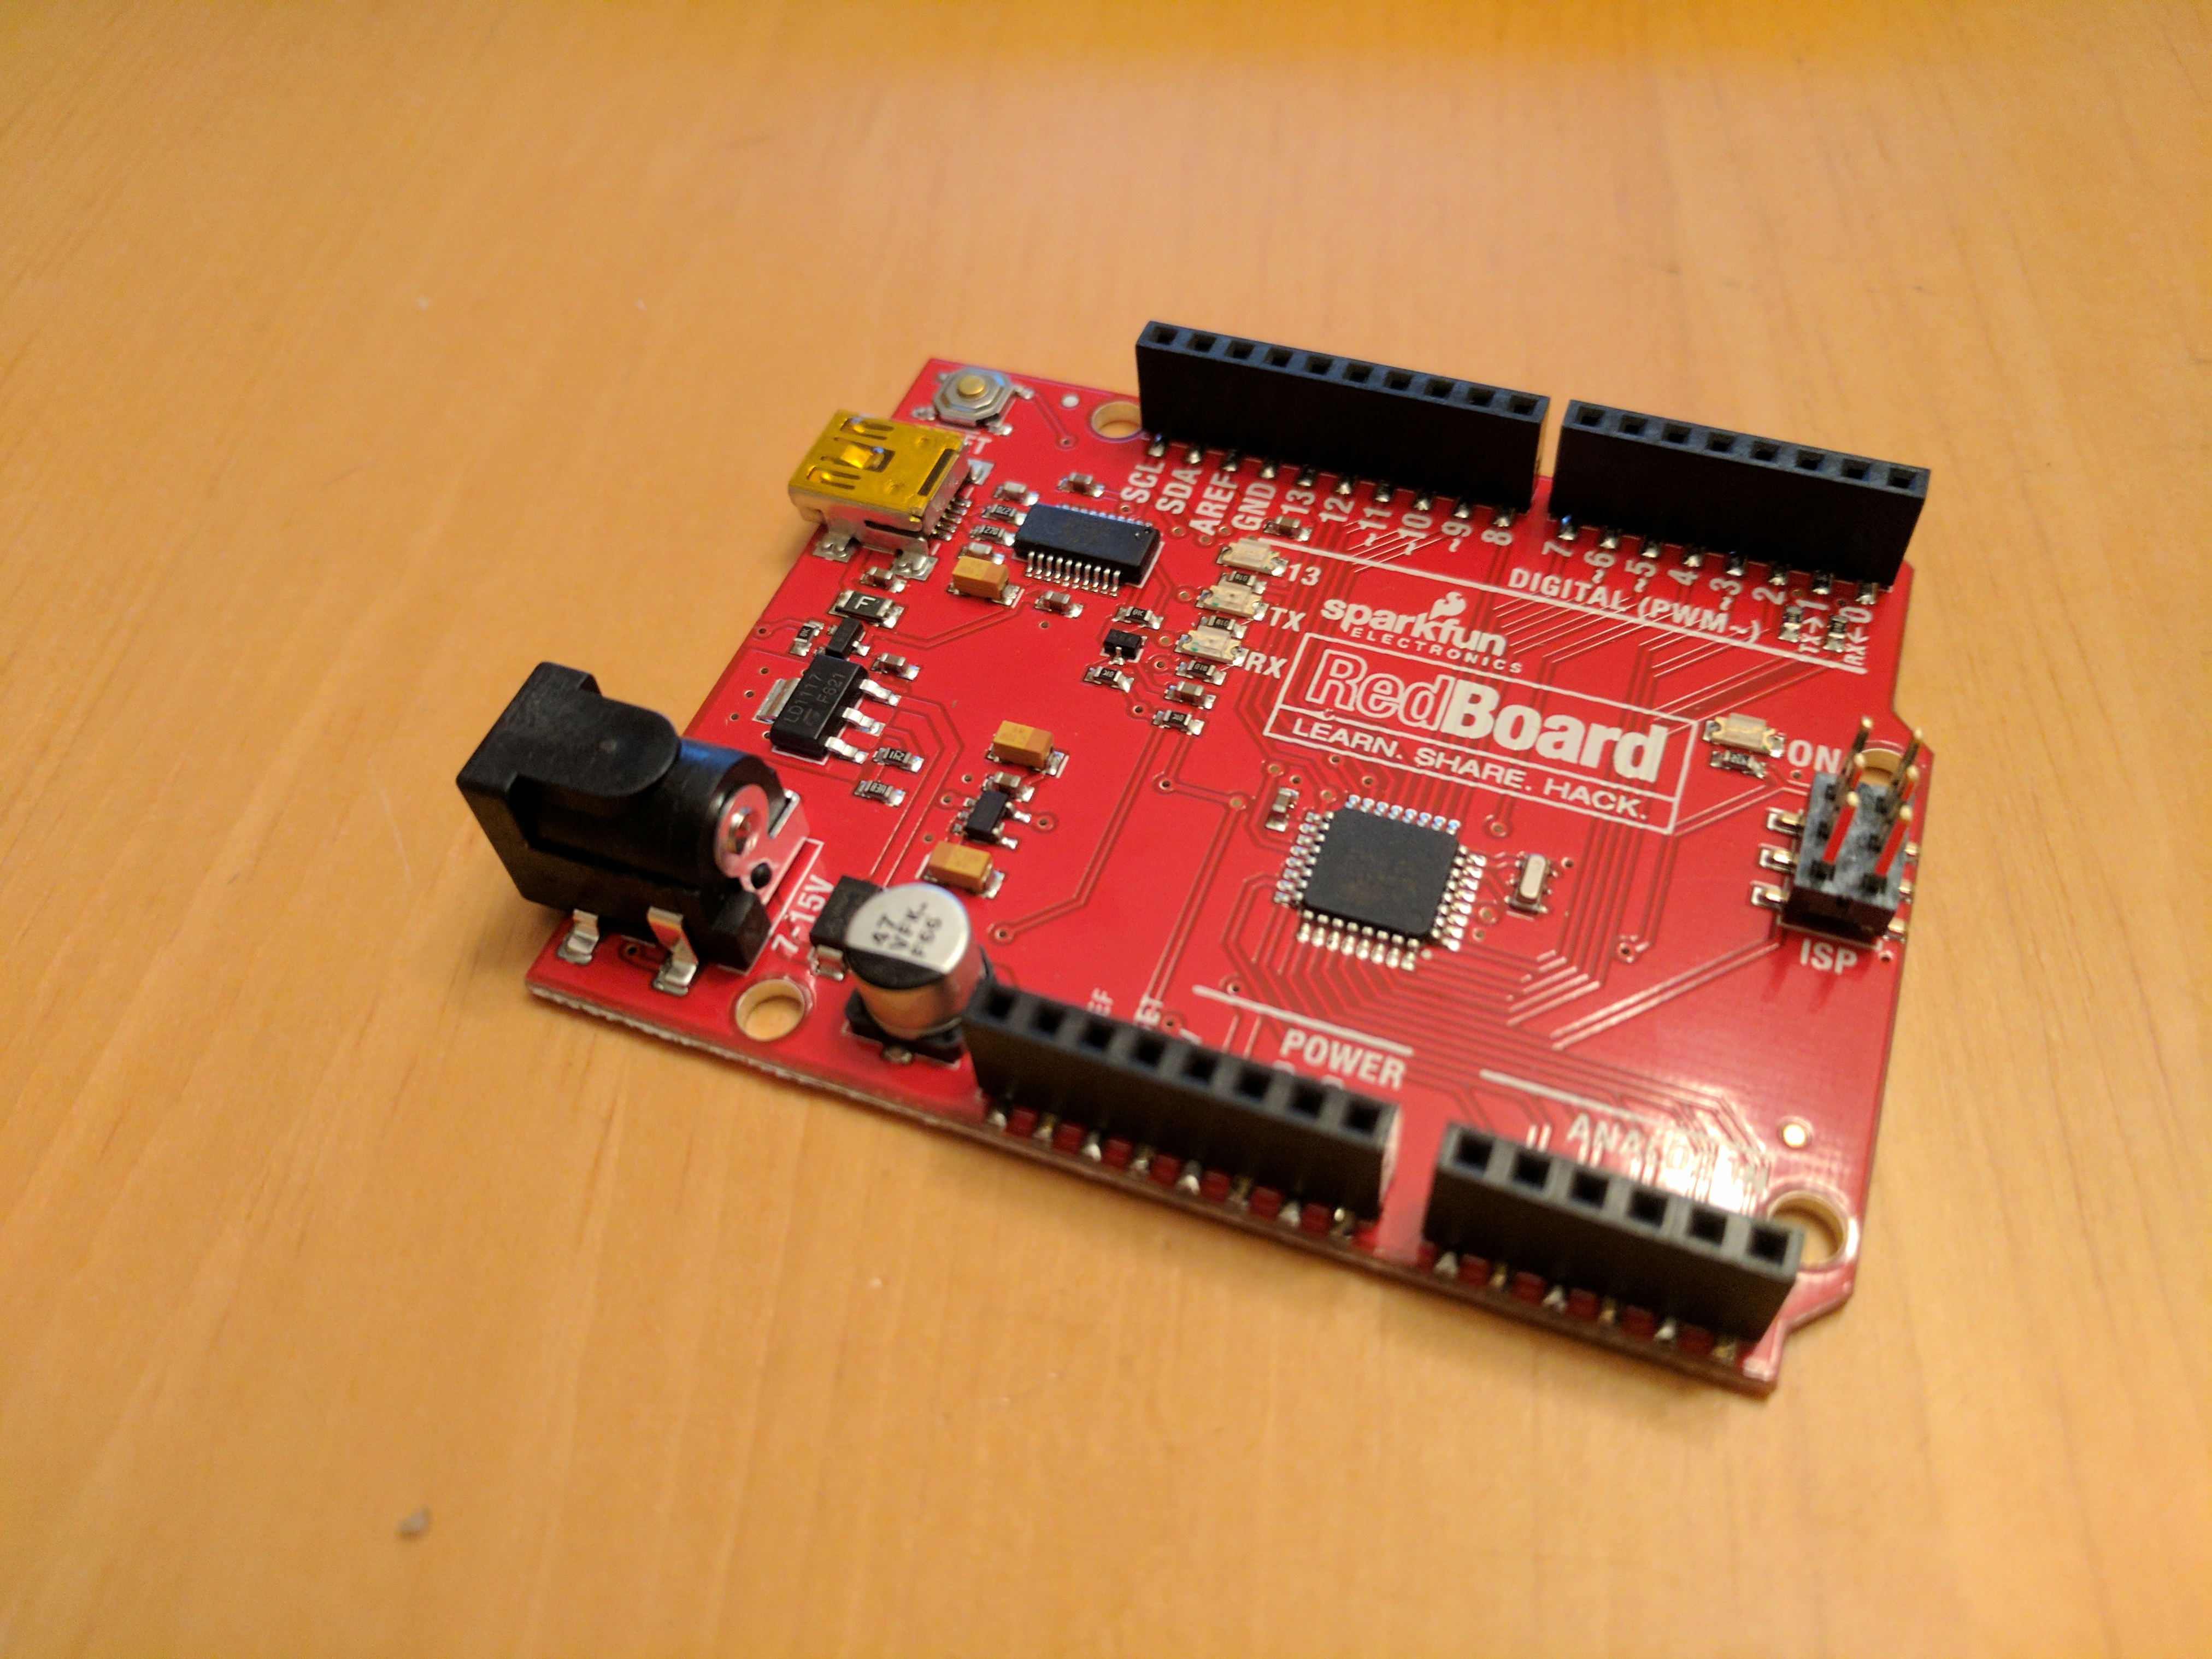 SCL
SDA
AREF
GND
13
12
~11
~10
~9
8
7
~6
~5
4
~3
2
TX→1
RX←0
DIGITAL (PWM~)
13
TX
RX
sparkfun
ELECTRONICS
RedBoard
LEARN. SHARE. HACK.
ON
ISP
F
LD1117
7-15V
47
VFK
F66
POWER